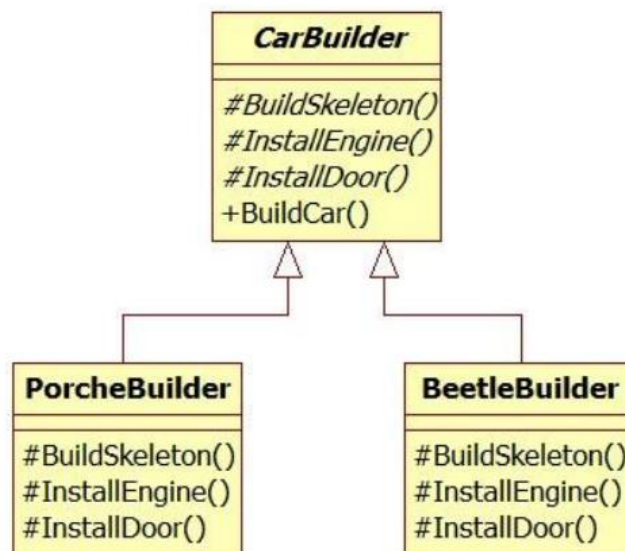 CarBuilder
#BuildSkeleton()
#InstallEngine()
#InstallDoor()
+BuildCar()
PorcheBuilder
#BuildSkeleton()
#InstallEngine()
#InstallDoor()
BeetleBuilder
#BuildSkeleton()
#InstallEngine()
#InstallDoor()